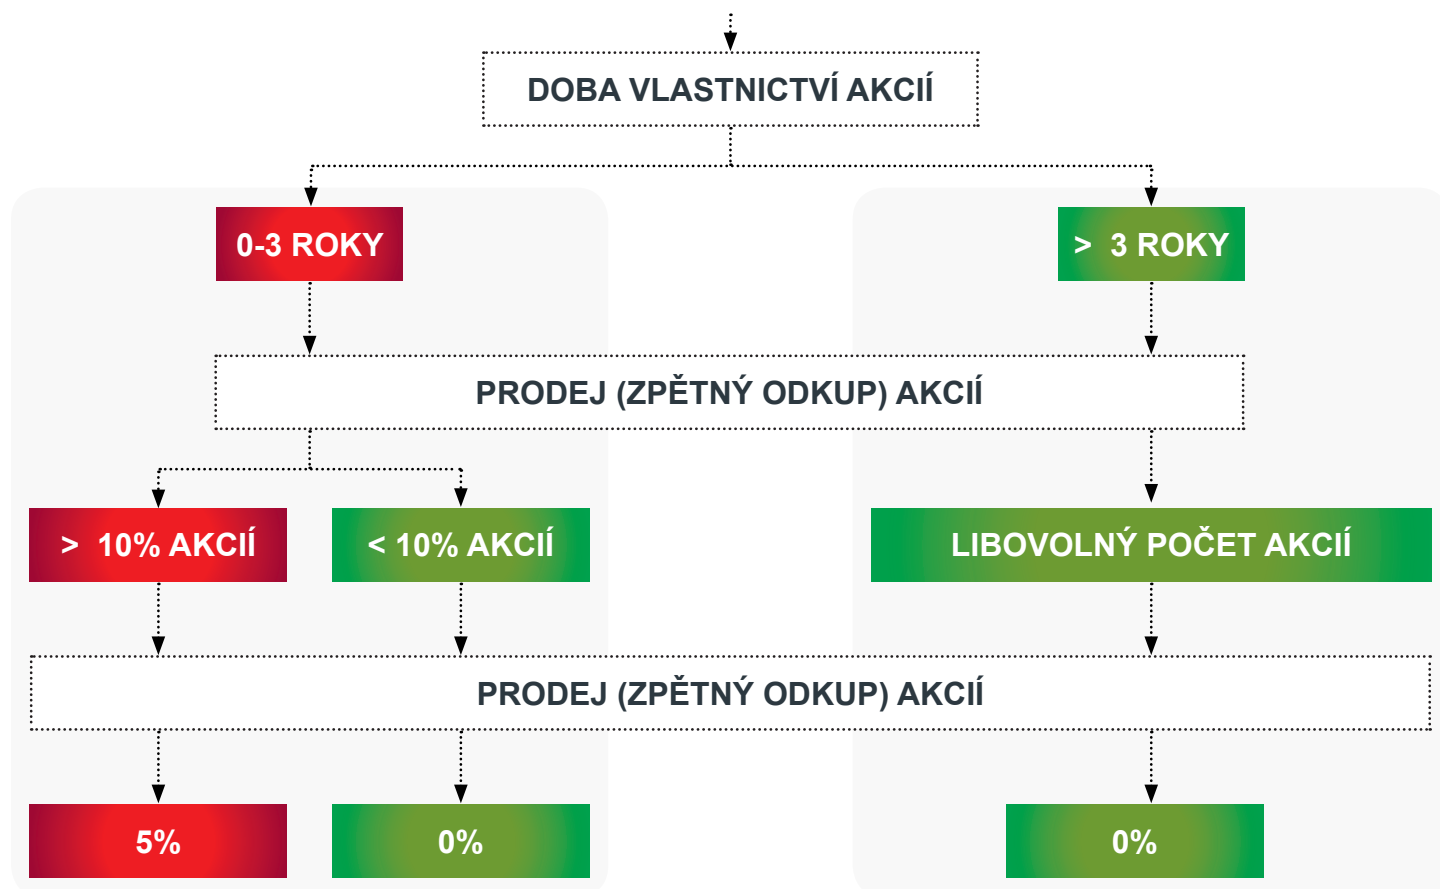 DOBA VLASTNICTVÍ AKCIÍ
0-3 ROKY
> 3 ROKY
PRODEJ (ZPĚTNÝ ODKUP) AKCIÍ
> 10% AKCIÍ
< 10% AKCIÍ
LIBOVOLNÝ POČET AKCIÍ
PRODEJ (ZPĚTNÝ ODKUP) AKCIÍ
5%
0%
0%